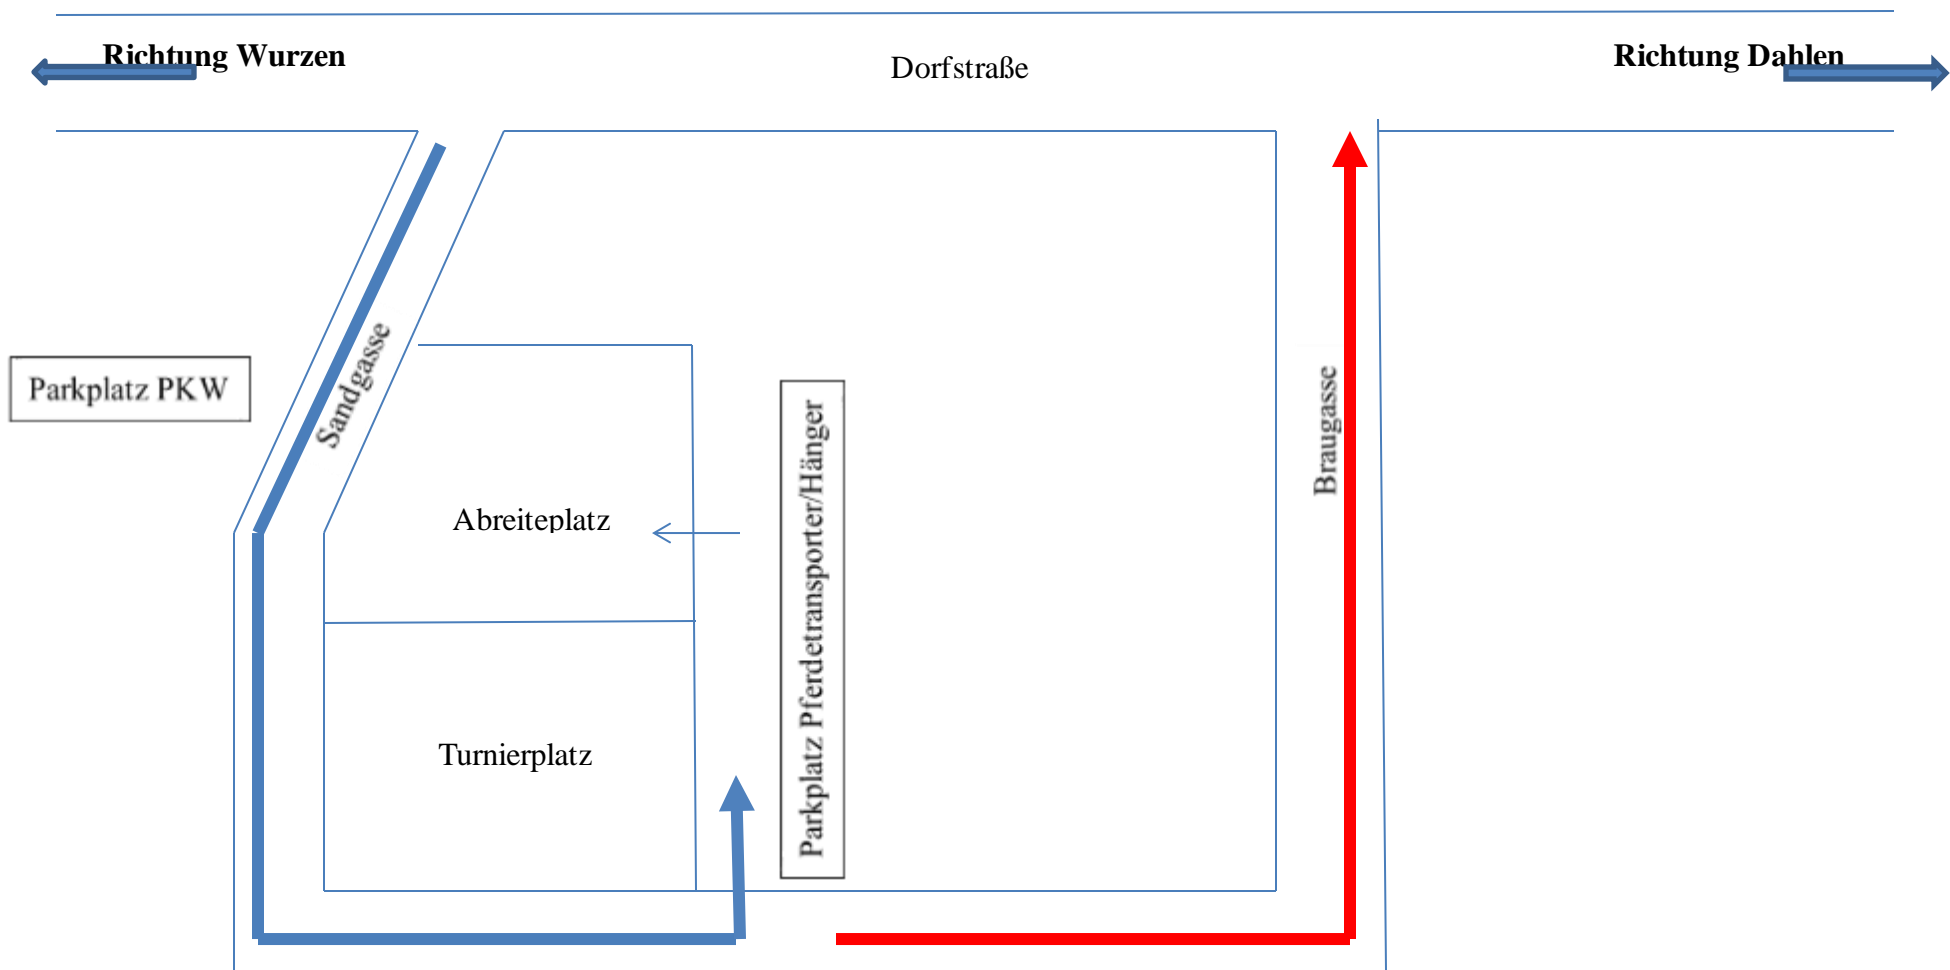 Richtung Wurzen
Dorfstraße
Richtung Dahlen
Sandgasse
Parkplatz PKW
Parkplatz Pferdetransporter/Hänger
Braugasse
Abreiteplatz
Turnierplatz